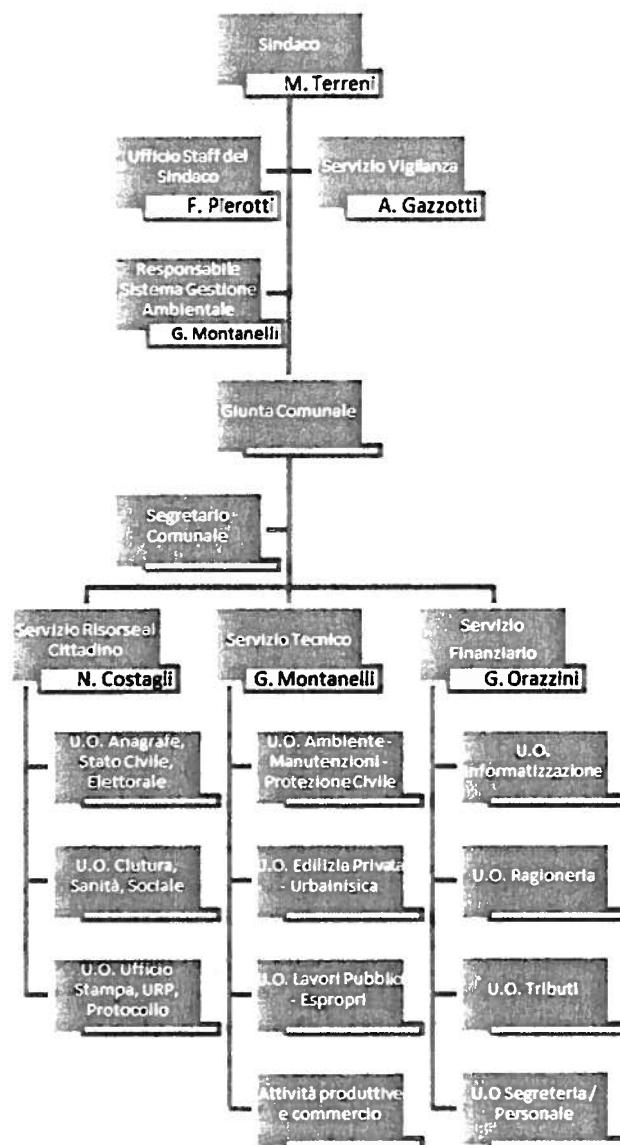 Sindaco
M. Terreni
Ufficio Staff del
Sindaco
F. Pierotti
Servizio Vigilanza
A. Gazzotti
Responsabile
Sistema Gestione
Ambientale
G. Montanelli
Giunta Comunale
Segretario
Comunale
Servizio Risorse al
Cittadino
N. Costagli
Servizio Tecnico
G. Montanelli
Servizio
Finanziario
G. Orazzini
U.O. Anagrafe,
Stato Civile,
Elettorale
U.O. Ambiente -
Manutenzioni -
Protezione Civile
U.O.
Informatizzazione
U.O. Clutura,
Sanità, Sociale
U.O. Edilizia Privata
- Urbainisica
U.O. Ragioneria
U.O. Ufficio
Stampa, URP,
Protocollo
U.O. Lavori Pubblic
- Espropri
U.O. Tributi
Attività produttive
e commercio
U.O Segreteria /
Personale